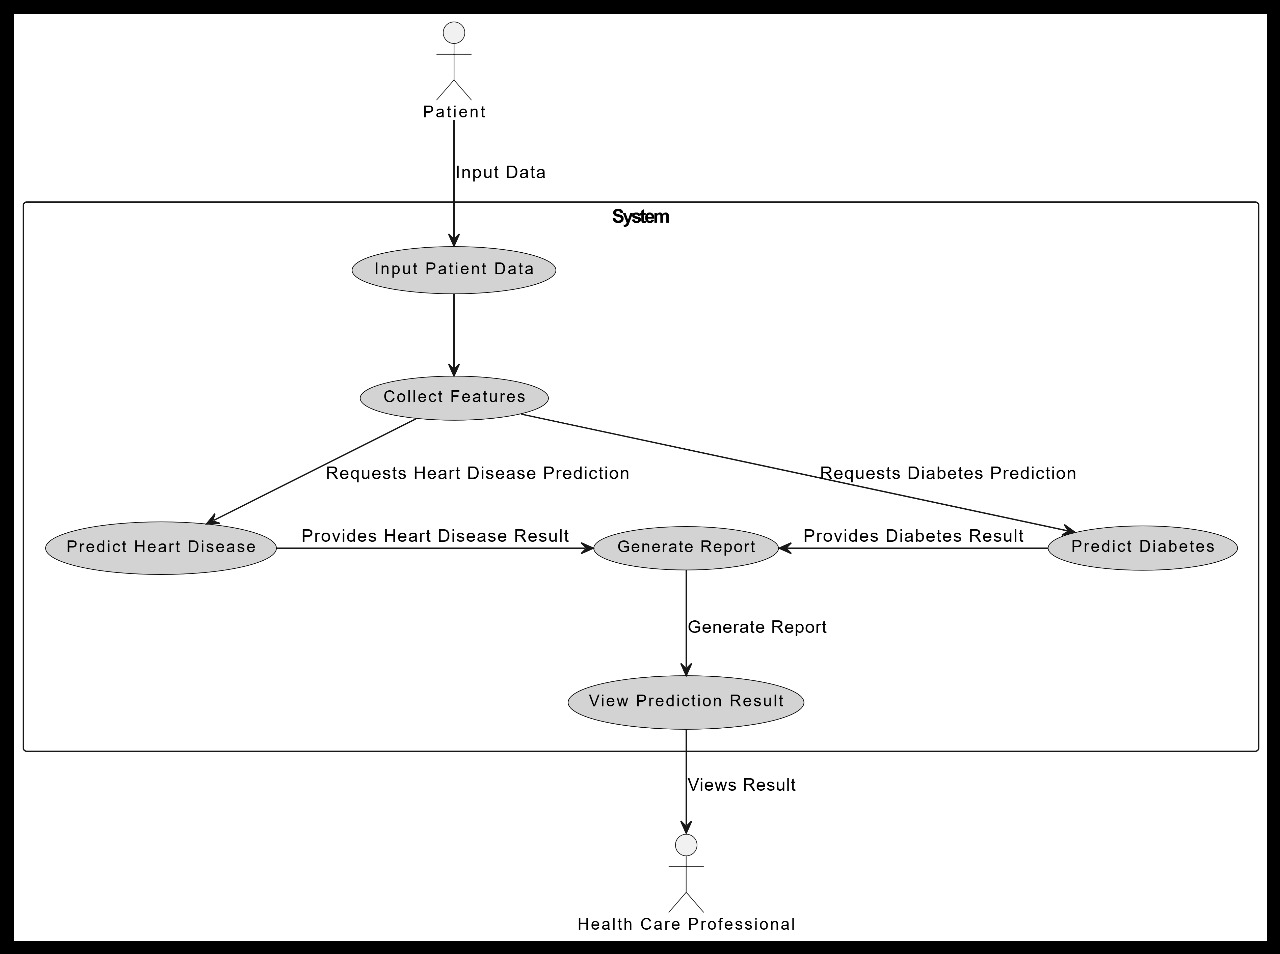 Patient
Input Data
System
Input Patient Data
Collect Features
Requests Heart Disease Prediction
Requests Diabetes Prediction
Predict Heart Disease
Provides Heart Disease Result
Generate Report
Provides Diabetes Result
Predict Diabetes
Generate Report
View Prediction Result
Views Result
Health Care Professional